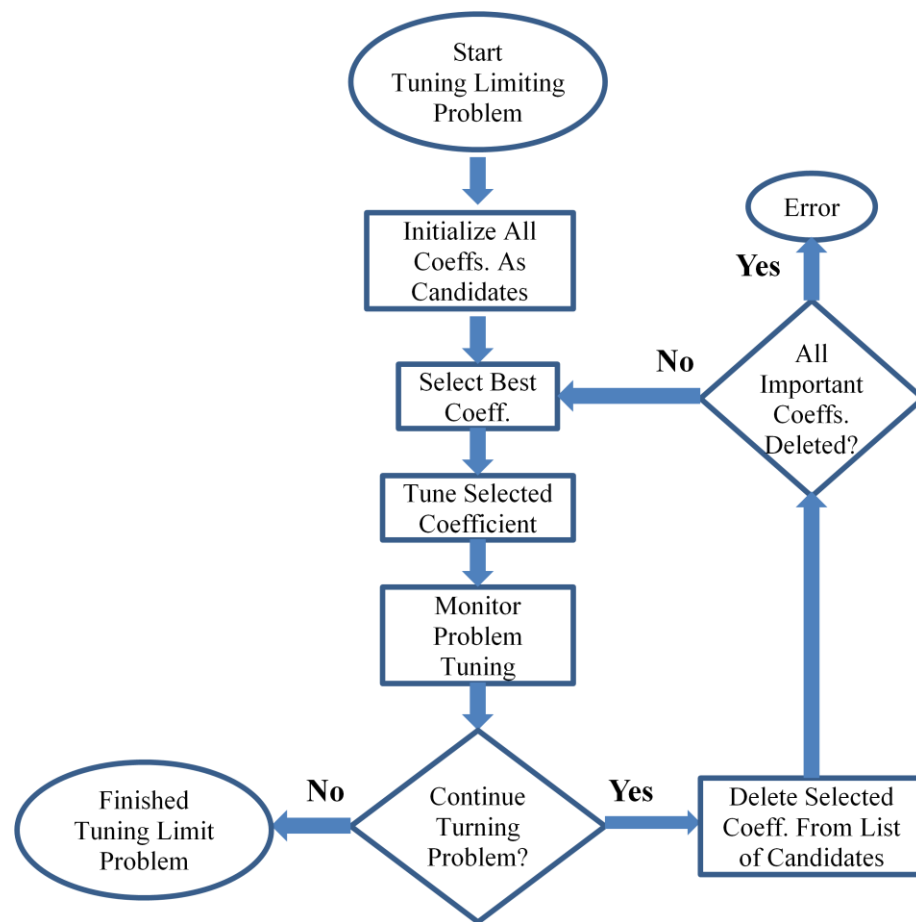 Start
Tuning Limiting
Problem
Initialize All
Coeffs. As
Candidates
Error
Yes
All
Important
Coeffs.
Deleted?
No
Select Best
Coeff.
Tune Selected
Coefficient
Monitor
Problem
Tuning
Continue
Turning
Problem?
No
Finished
Tuning Limit
Problem
Yes
Delete Selected
Coeff. From List
of Candidates